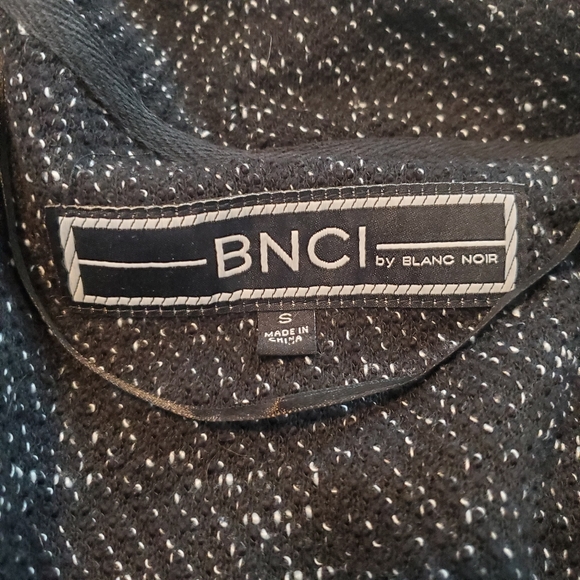 BNCI by BLANC NOIR
S
MADE IN
CHINA